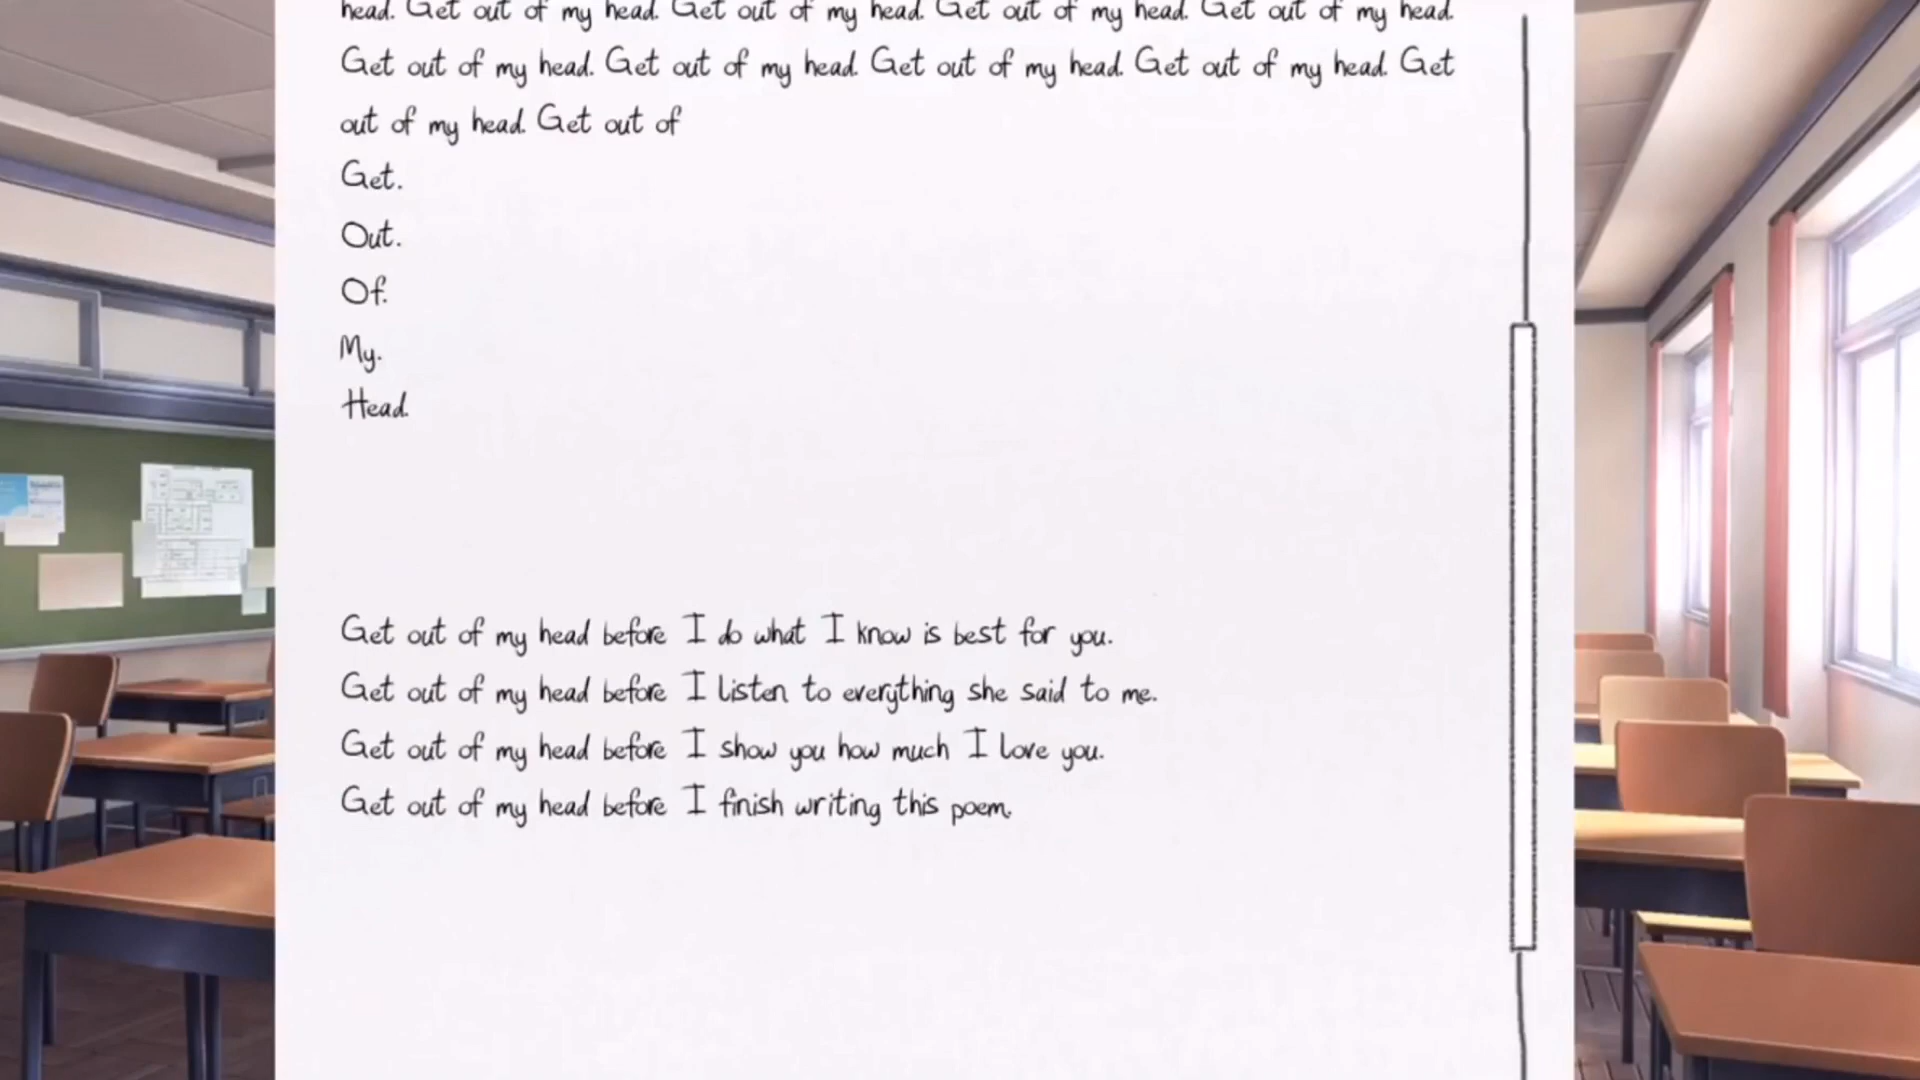 head. Get out of my head. Get out of my head. Get out of my head. Get out of my head.
Get out of my head. Get out of my head. Get out of my head. Get out of my head. Get
out of my head. Get out of
Get.
Out.
Of.
My.
Head.
Get out of my head before I do what I know is best for you.
Get out of my head before I listen to everything she said to me.
Get out of my head before I show you how much I love you.
Get out of my head before I finish writing this poem.